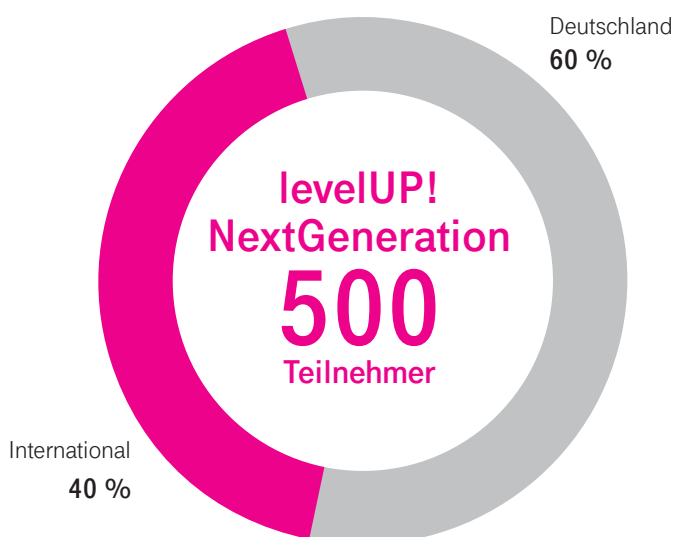 Deutschland
60 %
levelUP!
NextGeneration
500
Teilnehmer
International
40 %